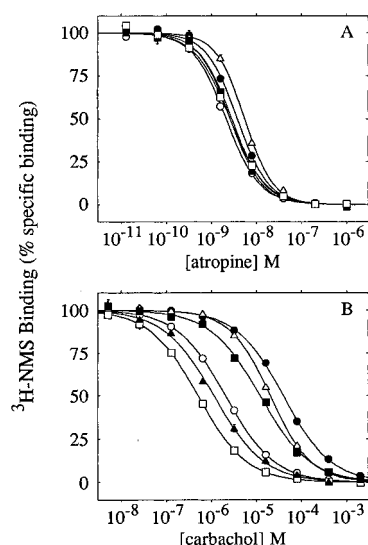 ³H-NMS Binding (% specific binding)
A
100
75
50
25
0
10⁻¹¹ 10⁻¹⁰ 10⁻⁹ 10⁻⁸ 10⁻⁷ 10⁻⁶
[atropine] M
B
100
75
50
25
0
10⁻⁸ 10⁻⁷ 10⁻⁶ 10⁻⁵ 10⁻⁴ 10⁻³
[carbachol] M